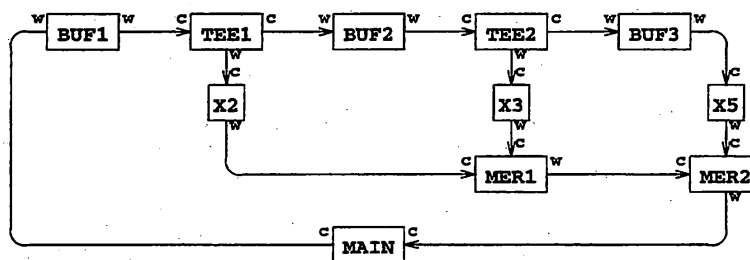 W BUF1 W C TEE1 C W BUF2 W C TEE2 C W BUF3 W
W W
C C C
X2 X3 X5
W W W
C C
C MER1 W C MER2
W
C MAIN C